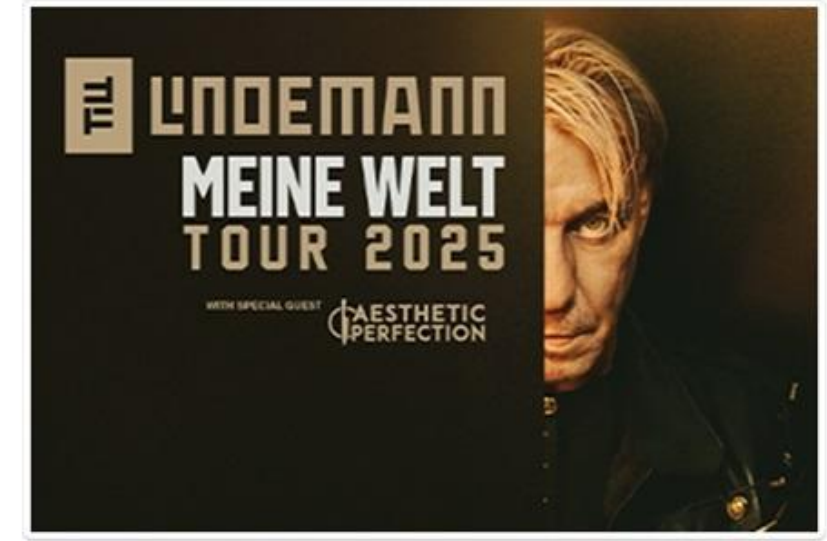 TILL LINDEMANN
MEINE WELT
TOUR 2025
WITH SPECIAL GUEST
AESTHETIC
PERFECTION